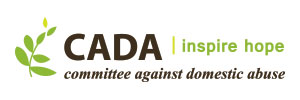 CADA | inspire hope
committee against domestic abuse